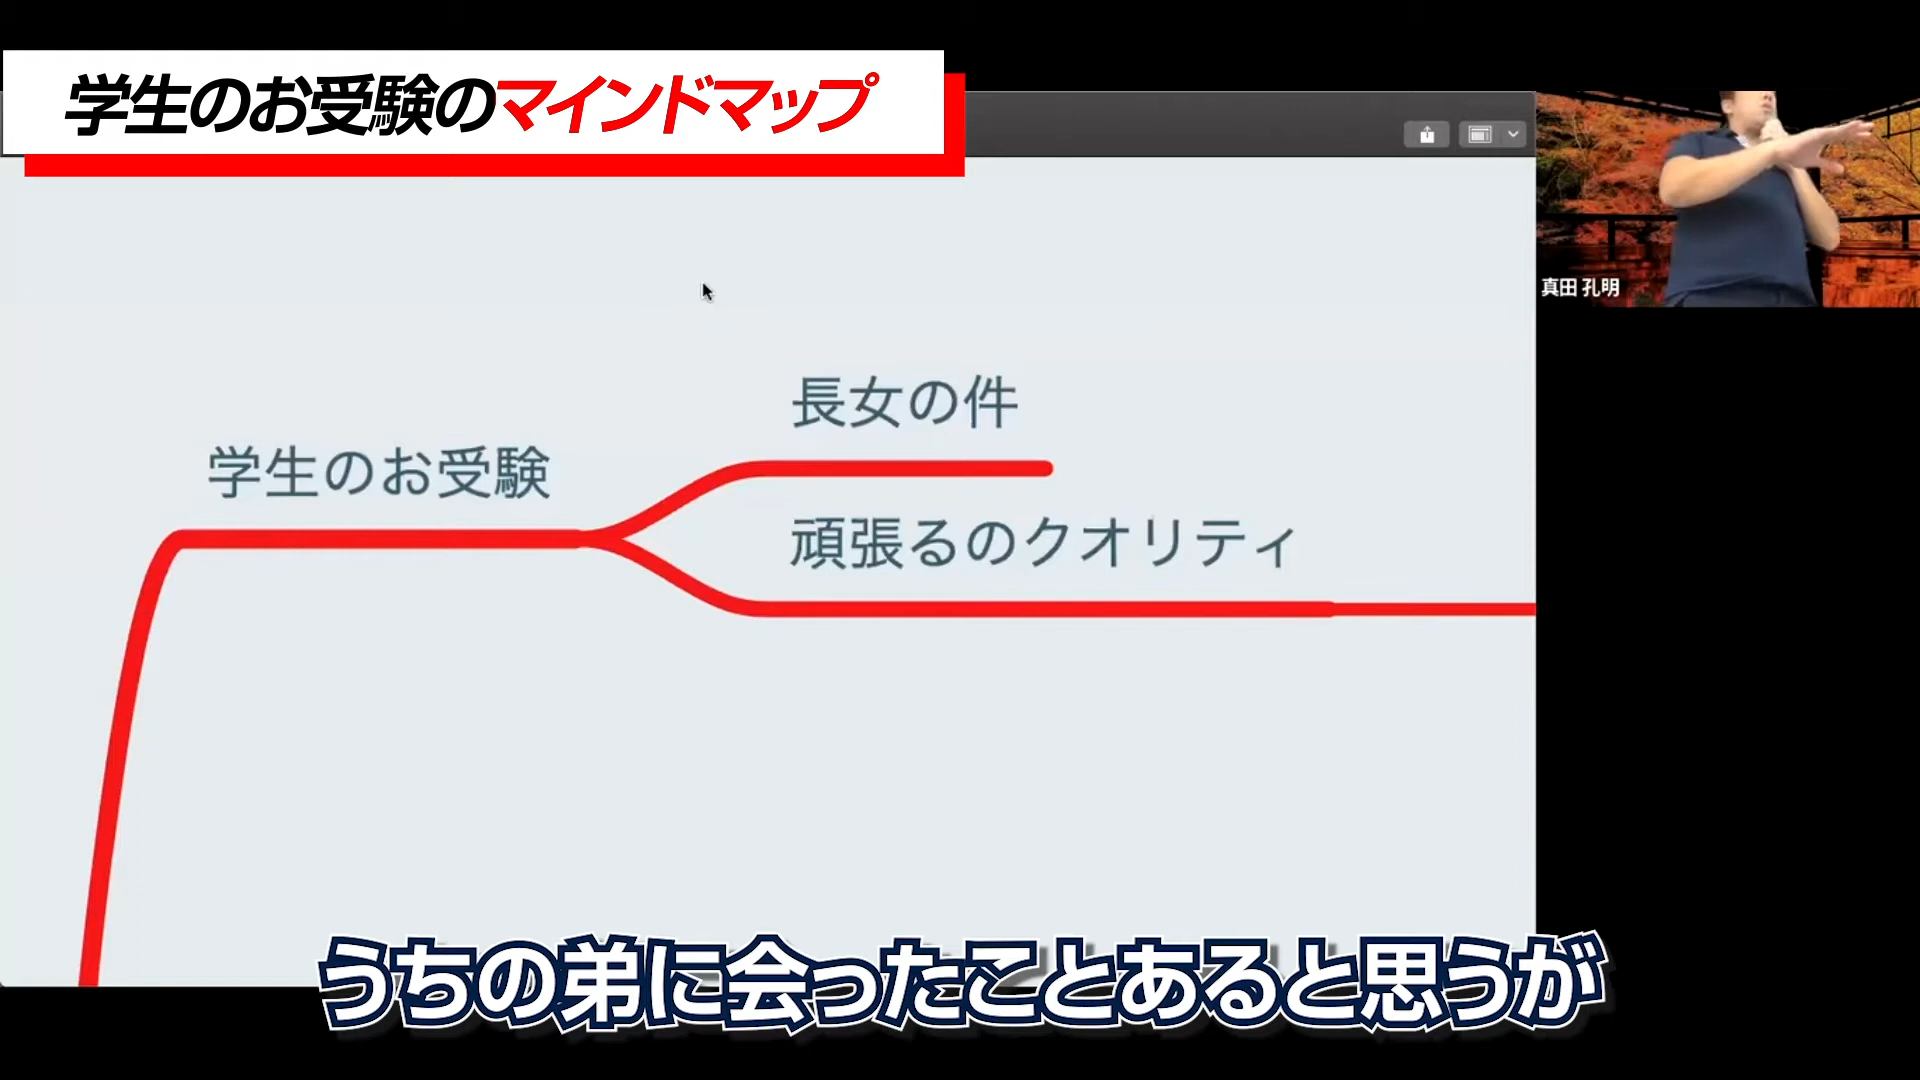 学生のお受験のマインドマップ
真田 孔明
長女の件
学生のお受験
頑張るのクオリティ
うちの弟に会ったことあると思うが